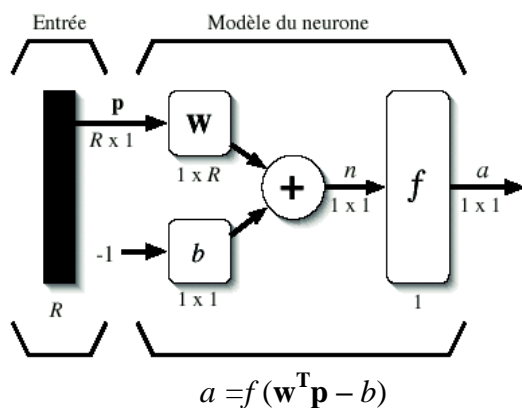 Entrée Modèle du neurone
p
R x 1
W
1 x R
-1
b
1 x 1
+
n
1 x 1
f
a
1 x 1
R
1
a =f (wᵀp – b)